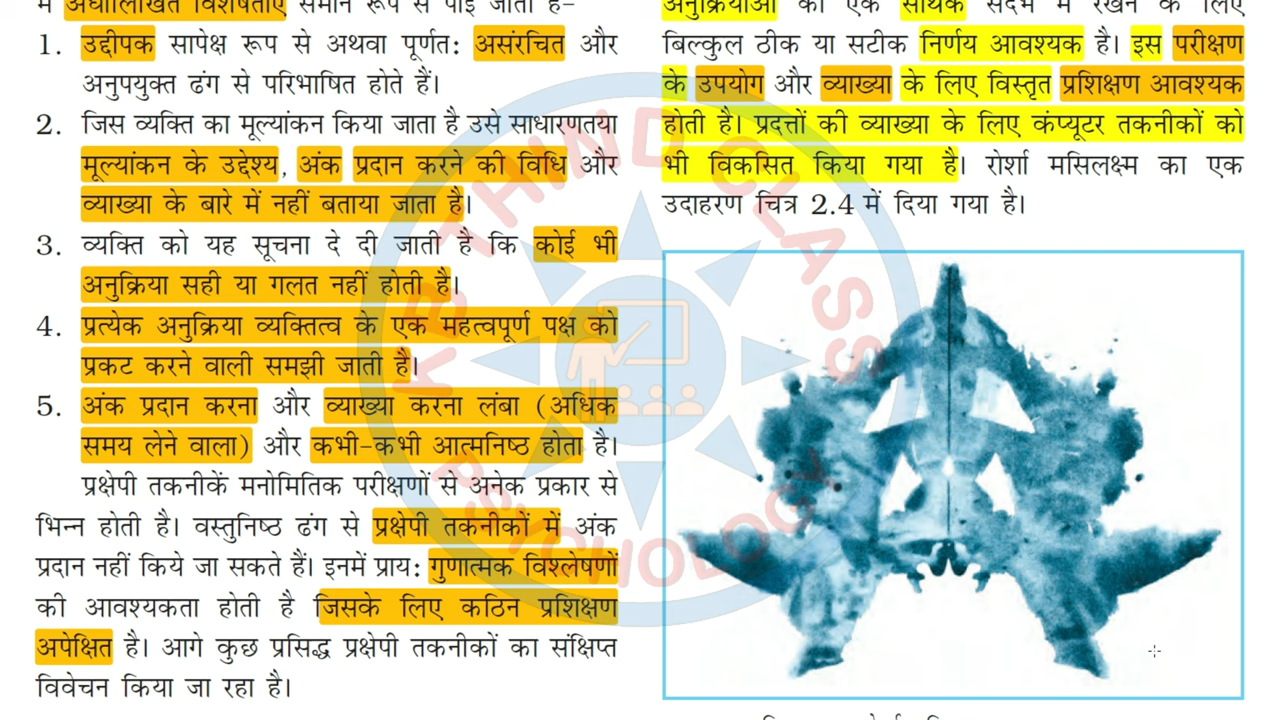 में अधोलिखित विशेषताएँ समान रूप से पाई जाती हैं–
1. उद्दीपक सापेक्ष रूप से अथवा पूर्णतः असंरचित और
अनुपयुक्त ढंग से परिभाषित होते हैं।
2. जिस व्यक्ति का मूल्यांकन किया जाता है उसे साधारणतया
मूल्यांकन के उद्देश्य, अंक प्रदान करने की विधि और
व्याख्या के बारे में नहीं बताया जाता है।
3. व्यक्ति को यह सूचना दे दी जाती है कि कोई भी
अनुक्रिया सही या गलत नहीं होती है।
4. प्रत्येक अनुक्रिया व्यक्तित्व के एक महत्वपूर्ण पक्ष को
प्रकट करने वाली समझी जाती है।
5. अंक प्रदान करना और व्याख्या करना लंबा (अधिक
समय लेने वाला) और कभी-कभी आत्मनिष्ठ होता है।
प्रक्षेपी तकनीकें मनोमितिक परीक्षणों से अनेक प्रकार से
भिन्न होती है। वस्तुनिष्ठ ढंग से प्रक्षेपी तकनीकों में अंक
प्रदान नहीं किये जा सकते हैं। इनमें प्रायः गुणात्मक विश्लेषणों
की आवश्यकता होती है जिसके लिए कठिन प्रशिक्षण
अपेक्षित है। आगे कुछ प्रसिद्ध प्रक्षेपी तकनीकों का संक्षिप्त
विवेचन किया जा रहा है।
अनुक्रियाओं को एक सार्थक संदर्भ में रखने के लिए
बिल्कुल ठीक या सटीक निर्णय आवश्यक है। इस परीक्षण
के उपयोग और व्याख्या के लिए विस्तृत प्रशिक्षण आवश्यक
होती है। प्रदत्तों की व्याख्या के लिए कंप्यूटर तकनीकों को
भी विकसित किया गया है। रोर्शा मसिलक्ष्म का एक
उदाहरण चित्र 2.4 में दिया गया है।
KB THIND CLASS
PSYCHOLOGY